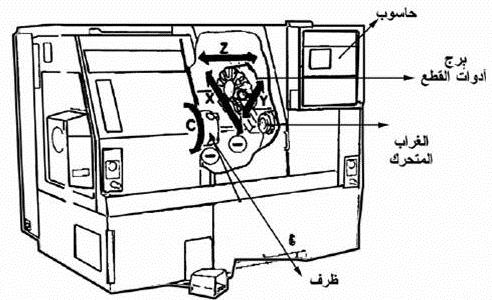 حاسوب
برج
أدوات القطع
Z
X
Y
C
الغراب
المتحرك
ظرف